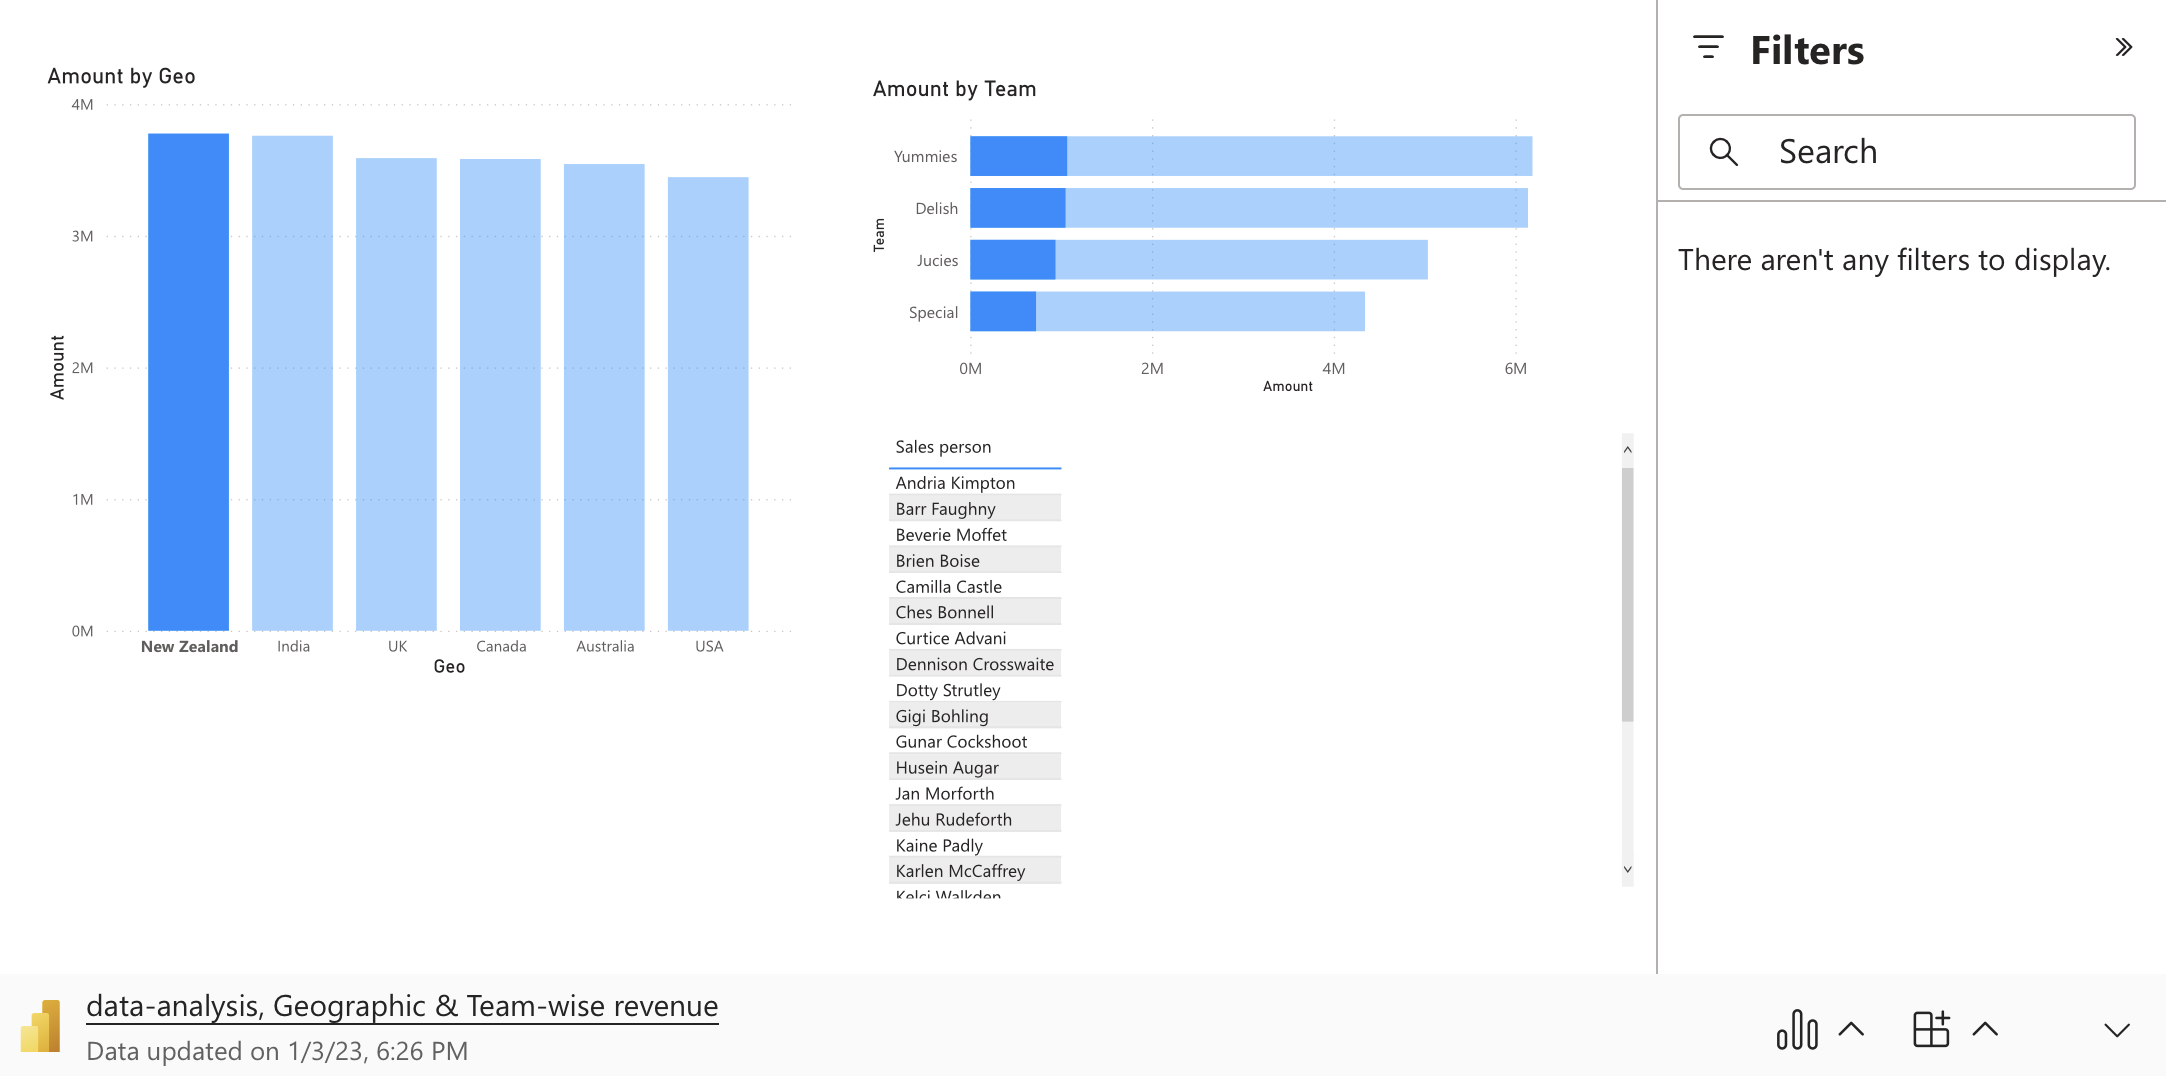 Amount by Geo
4M
3M
2M
1M
0M
Amount
New Zealand
India
UK
Canada
Australia
USA
Geo
Amount by Team
Team
Yummies
Delish
Jucies
Special
0M
2M
4M
6M
Amount
Sales person
Andria Kimpton
Barr Faughny
Beverie Moffet
Brien Boise
Camilla Castle
Ches Bonnell
Curtice Advani
Dennison Crosswaite
Dotty Strutley
Gigi Bohling
Gunar Cockshoot
Husein Augar
Jan Morforth
Jehu Rudeforth
Kaine Padly
Karlen McCaffrey
Kelci Walkden
Filters
Search
There aren't any filters to display.
data-analysis, Geographic & Team-wise revenue
Data updated on 1/3/23, 6:26 PM